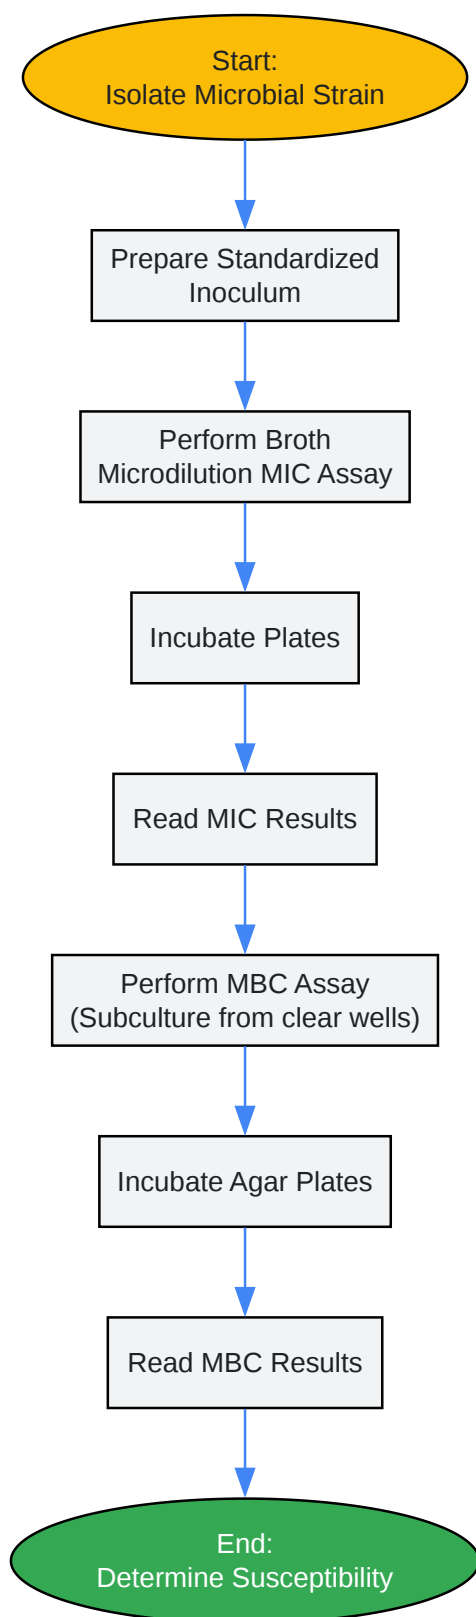 Start:
Isolate Microbial Strain
Prepare Standardized
Inoculum
Perform Broth
Microdilution MIC Assay
Incubate Plates
Read MIC Results
Perform MBC Assay
(Subculture from clear wells)
Incubate Agar Plates
Read MBC Results
End:
Determine Susceptibility